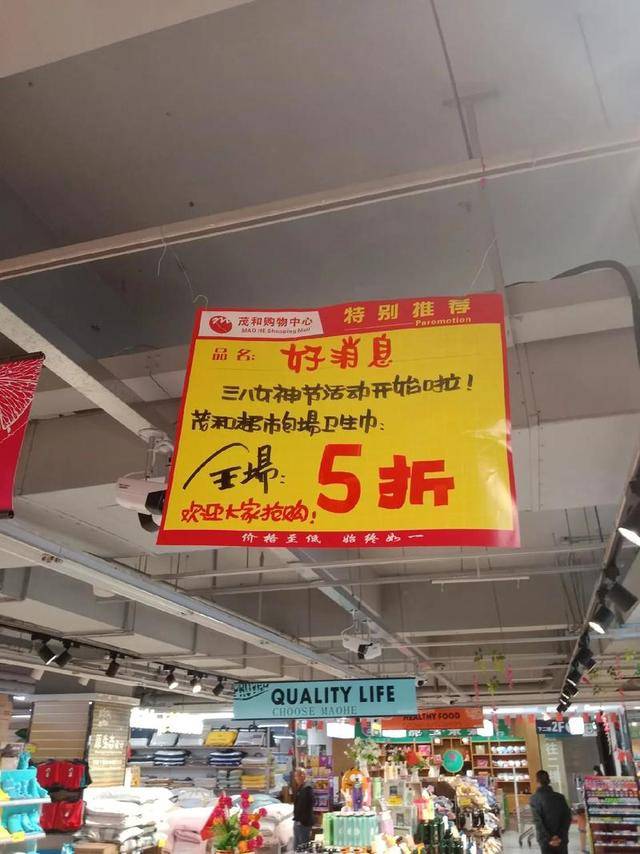 茂和购物中心
MAO HE Shopping Mall
特别推荐
Paromotion
品名:
好消息
三八女神节活动开始啦!
茂和超市自場卫生巾:
全場:
5折
欢迎大家抢购!
价格至低 始终如一
QUALITY LIFE
CHOOSE MAOHE
HEALTHY FOOD
2F